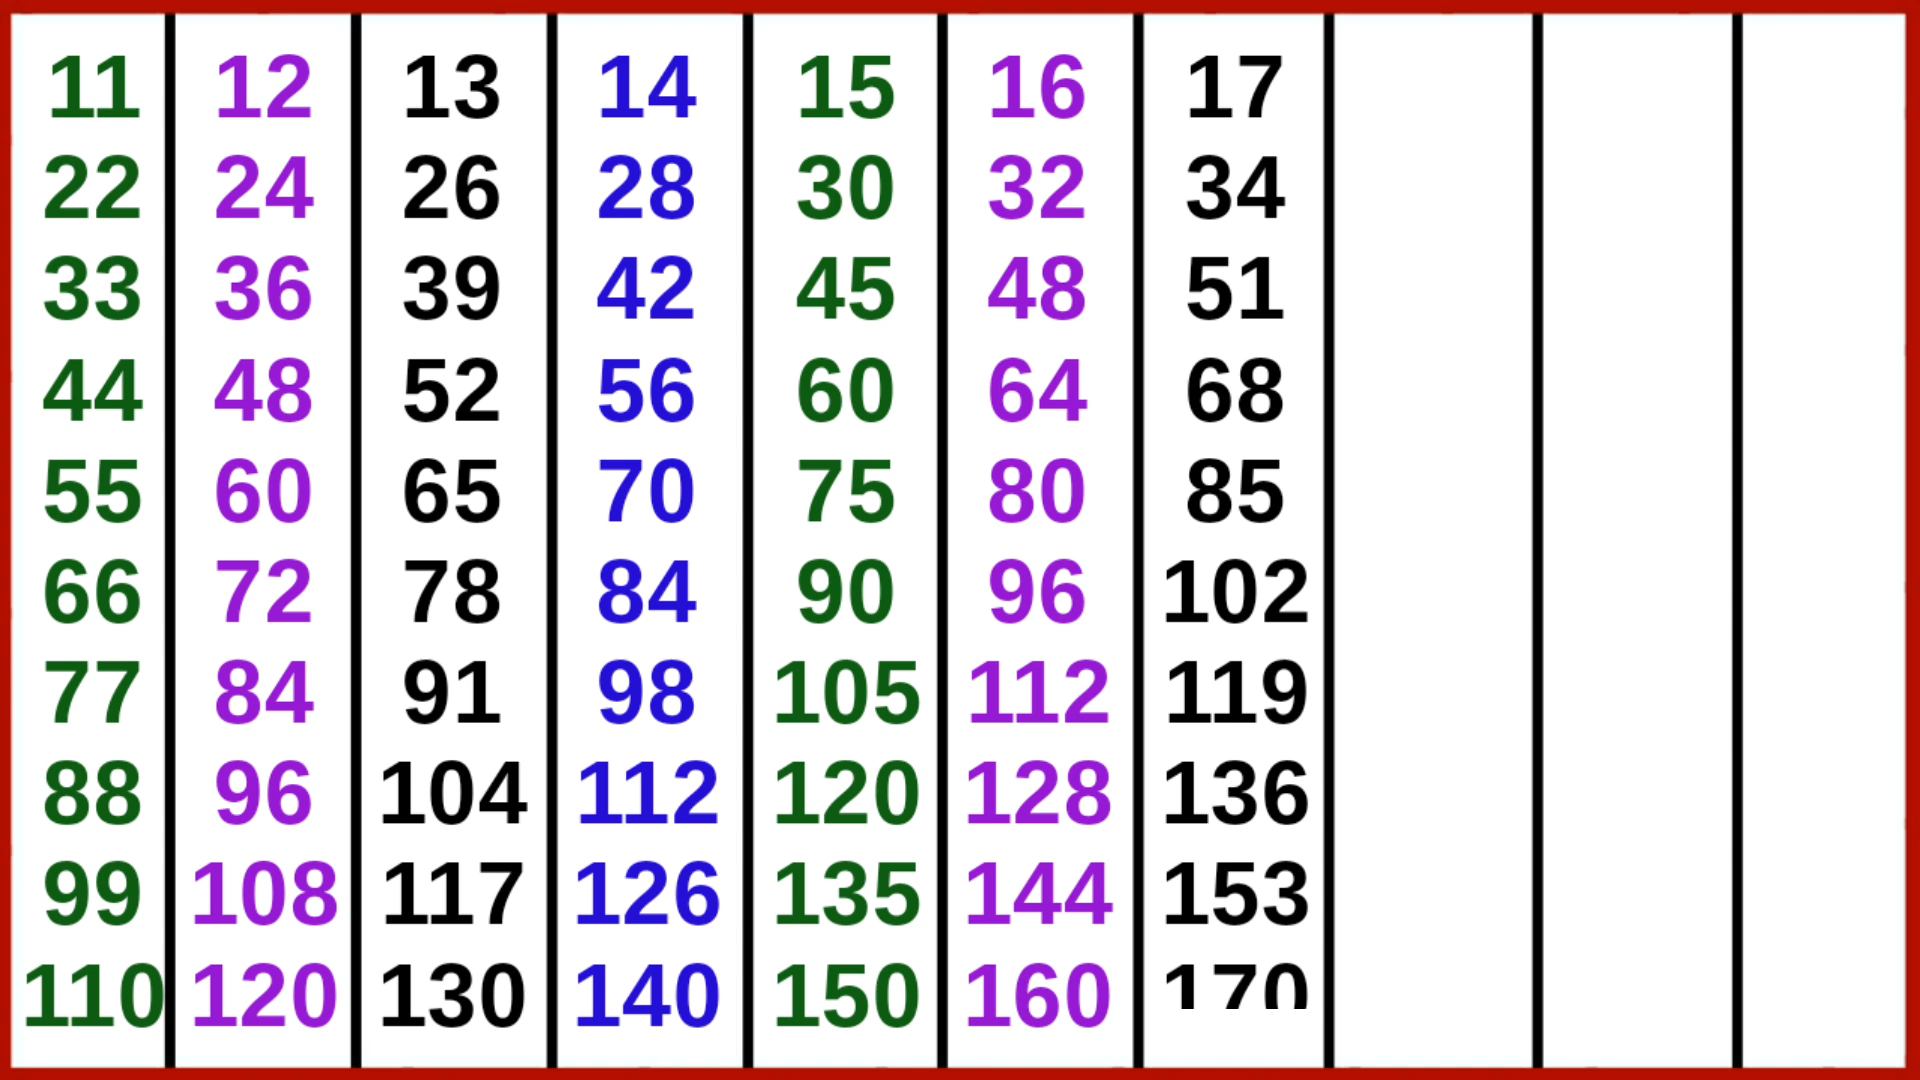 11 12 13 14 15 16 17
22 24 26 28 30 32 34
33 36 39 42 45 48 51
44 48 52 56 60 64 68
55 60 65 70 75 80 85
66 72 78 84 90 96 102
77 84 91 98 105 112 119
88 96 104 112 120 128 136
99 108 117 126 135 144 153
110 120 130 140 150 160 170